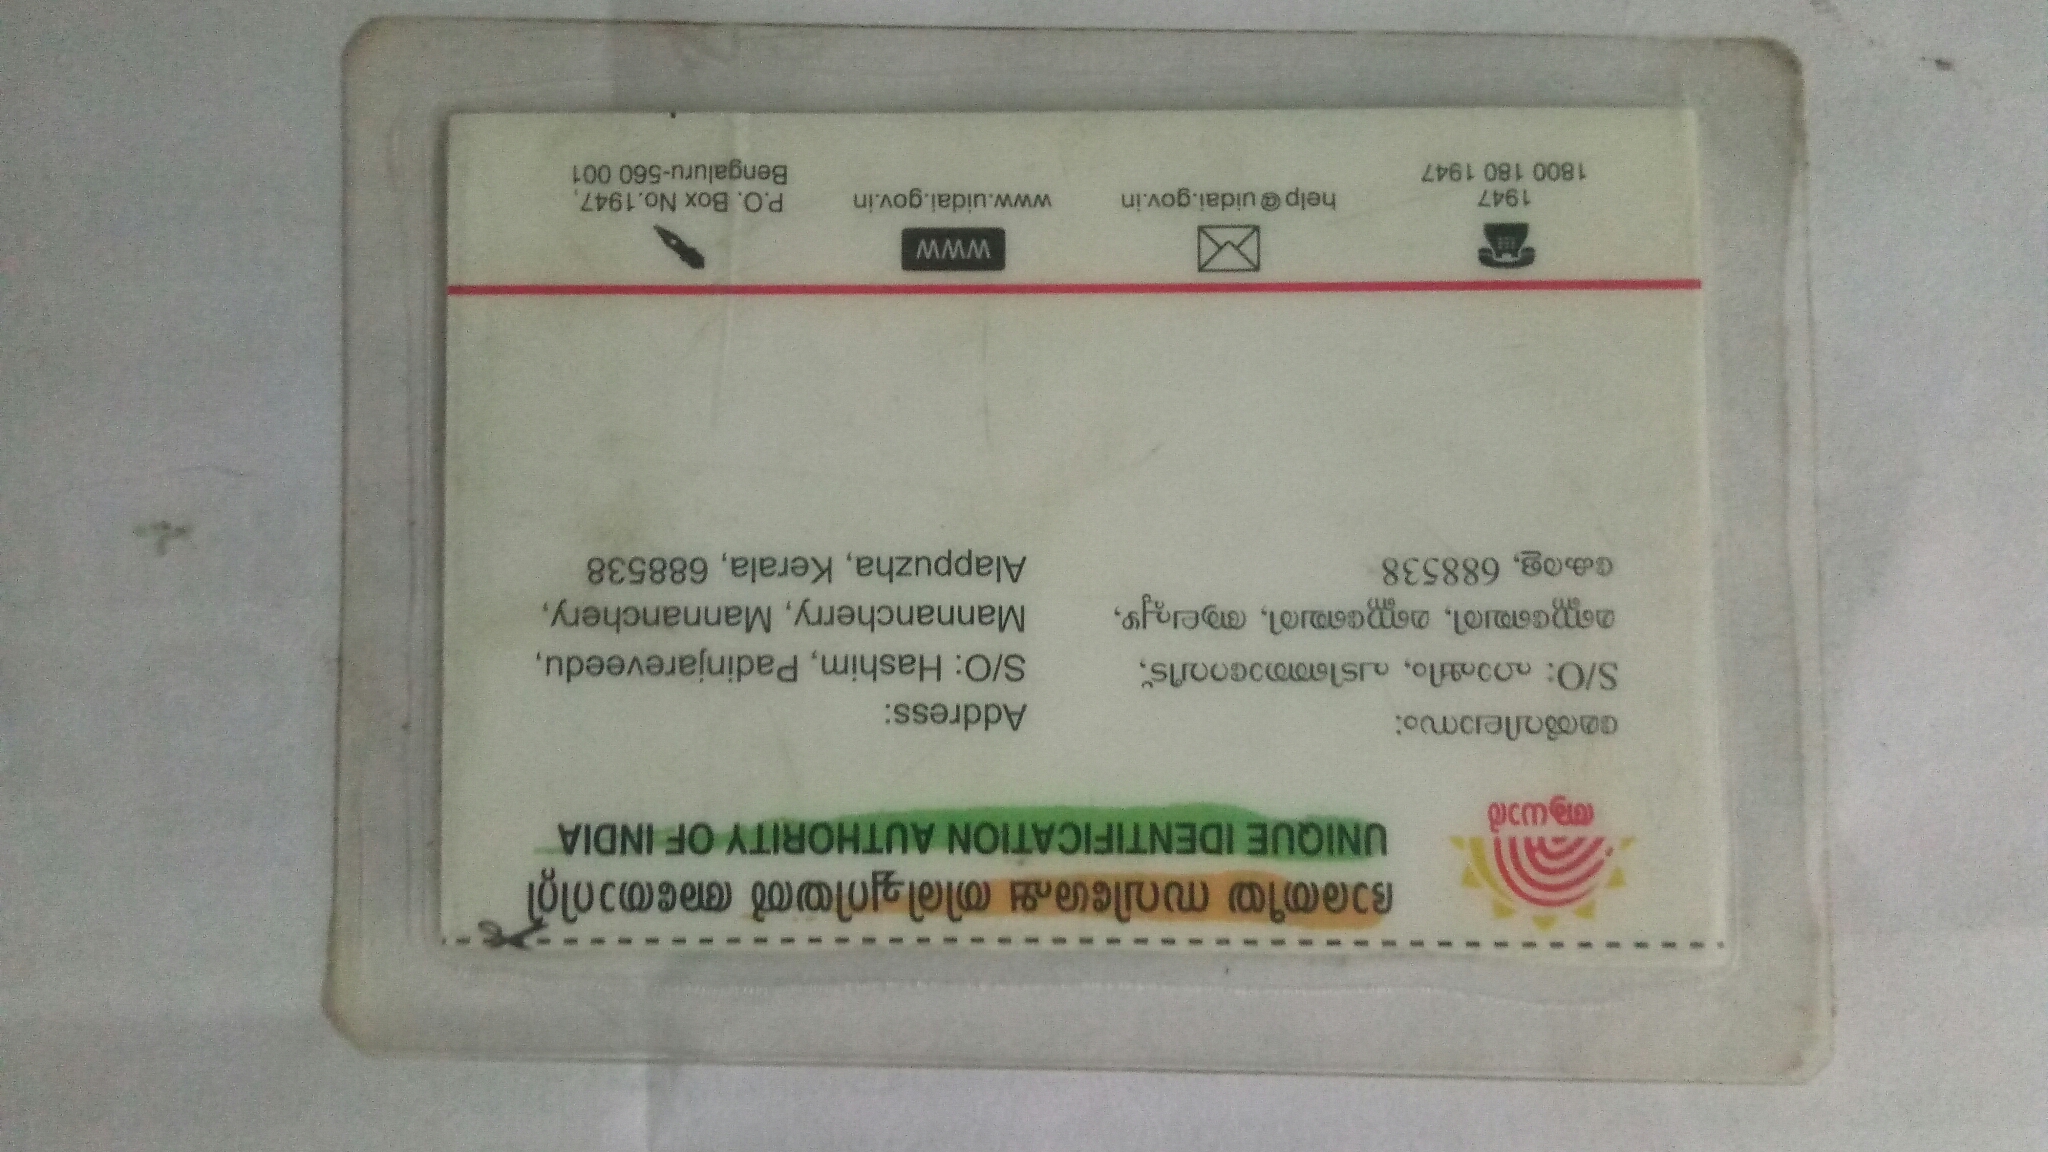 ഭാരതീയ സവിശേഷ തിരിച്ചറിയൽ അതോറിറ്റി
UNIQUE IDENTIFICATION AUTHORITY OF INDIA
ആധാർ
മേൽവിലാസം:
S/O: ഹാഷിം, പടിഞ്ഞാറെവീട്,
മണ്ണഞ്ചേരി, മണ്ണഞ്ചേരി, ആലപ്പുഴ,
കേരള, 688538
Address:
S/O: Hashim, Padinjareveedu,
Mannancherry, Mannanchery,
Alappuzha, Kerala, 688538
1947
1800 180 1947
help@uidai.gov.in
WWW
www.uidai.gov.in
P.O. Box No.1947,
Bengaluru-560 001